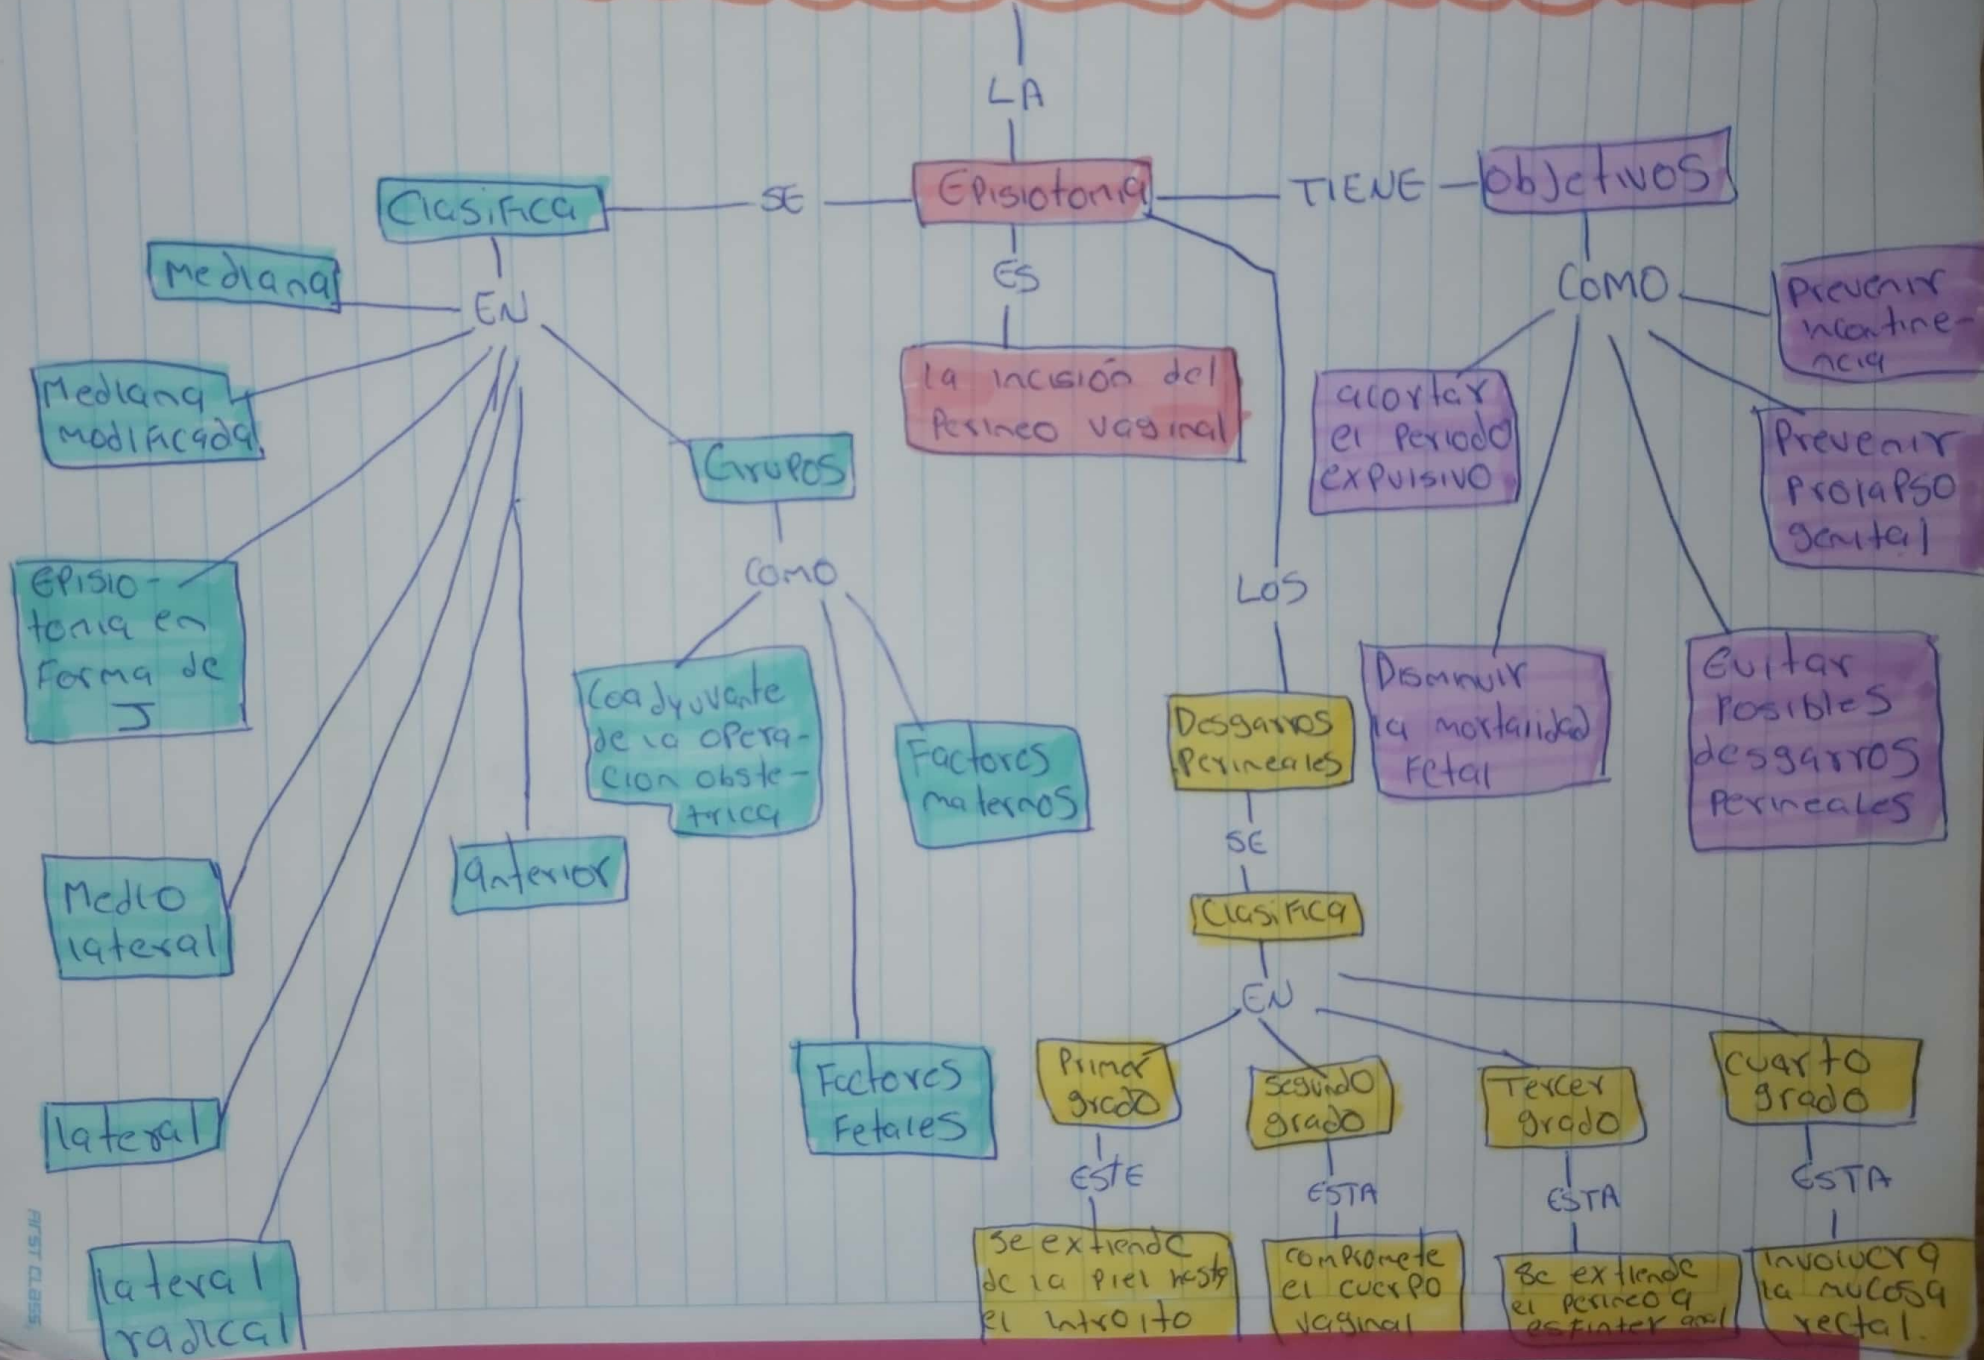 LA
Clasifica
SE
Episiotomia
TIENE
objetivos
ES
COMO
Mediana
EN
Prevenir
incontine-
ncia
la incisión del
Perineo vaginal
Mediana
modificada
acortar
el periodo
expulsivo
Prevenir
prolapso
genital
Grupos
como
Episio-
tomia en
Forma de
J
LOS
Coadyuvante
de la opera-
cion obste-
trica
Factores
maternos
Desgarros
Perineales
Disminuir
la mortalidad
Fetal
Evitar
Posibles
desgarros
Perineales
SE
Medio
lateral
anterior
Clasifica
EN
Factores
Fetales
Primer
grado
Segundo
grado
Tercer
grado
cuarto
grado
lateral
ESTE
ESTA
ESTA
ESTA
lateral
radical
se extiende
de la piel hasta
el introito
compromete
el cuerpo
vaginal
se extiende
el perineo a
esfinter anal
involucra
la mucosa
rectal.
FIRST CLASS